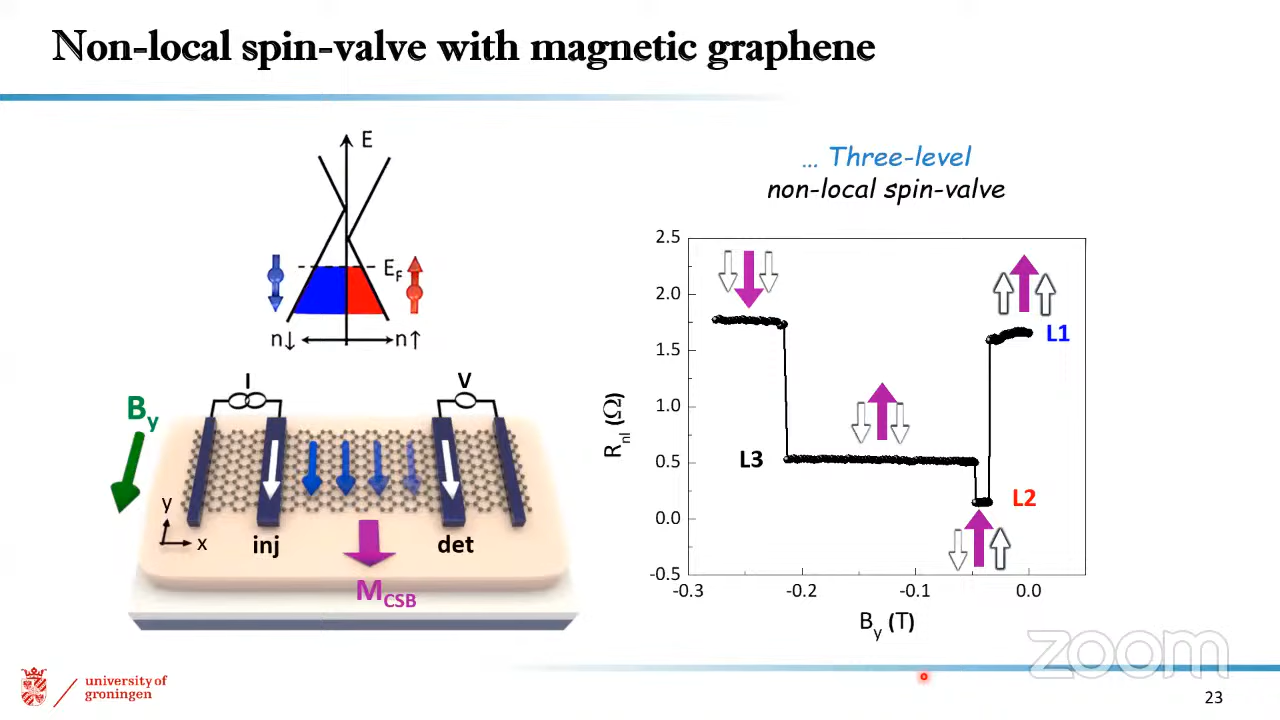 Non-local spin-valve with magnetic graphene
E
E_F
n↓
n↑
… Three-level
non-local spin-valve
I
V
B_y
y
x
inj
det
M_CSB
2.5
2.0
1.5
1.0
0.5
0.0
-0.5
R_nl (Ω)
L1
L3
L2
-0.3
-0.2
-0.1
0.0
B_y (T)
zoom
university of
groningen
23